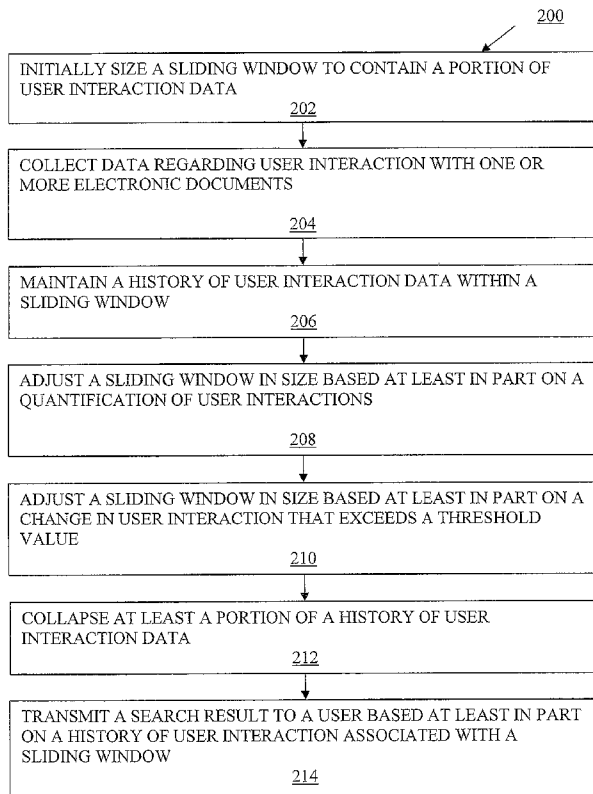 200
INITIALLY SIZE A SLIDING WINDOW TO CONTAIN A PORTION OF
USER INTERACTION DATA
202
COLLECT DATA REGARDING USER INTERACTION WITH ONE OR
MORE ELECTRONIC DOCUMENTS
204
MAINTAIN A HISTORY OF USER INTERACTION DATA WITHIN A
SLIDING WINDOW
206
ADJUST A SLIDING WINDOW IN SIZE BASED AT LEAST IN PART ON A
QUANTIFICATION OF USER INTERACTIONS
208
ADJUST A SLIDING WINDOW IN SIZE BASED AT LEAST IN PART ON A
CHANGE IN USER INTERACTION THAT EXCEEDS A THRESHOLD
VALUE
210
COLLAPSE AT LEAST A PORTION OF A HISTORY OF USER
INTERACTION DATA
212
TRANSMIT A SEARCH RESULT TO A USER BASED AT LEAST IN PART
ON A HISTORY OF USER INTERACTION ASSOCIATED WITH A
SLIDING WINDOW
214